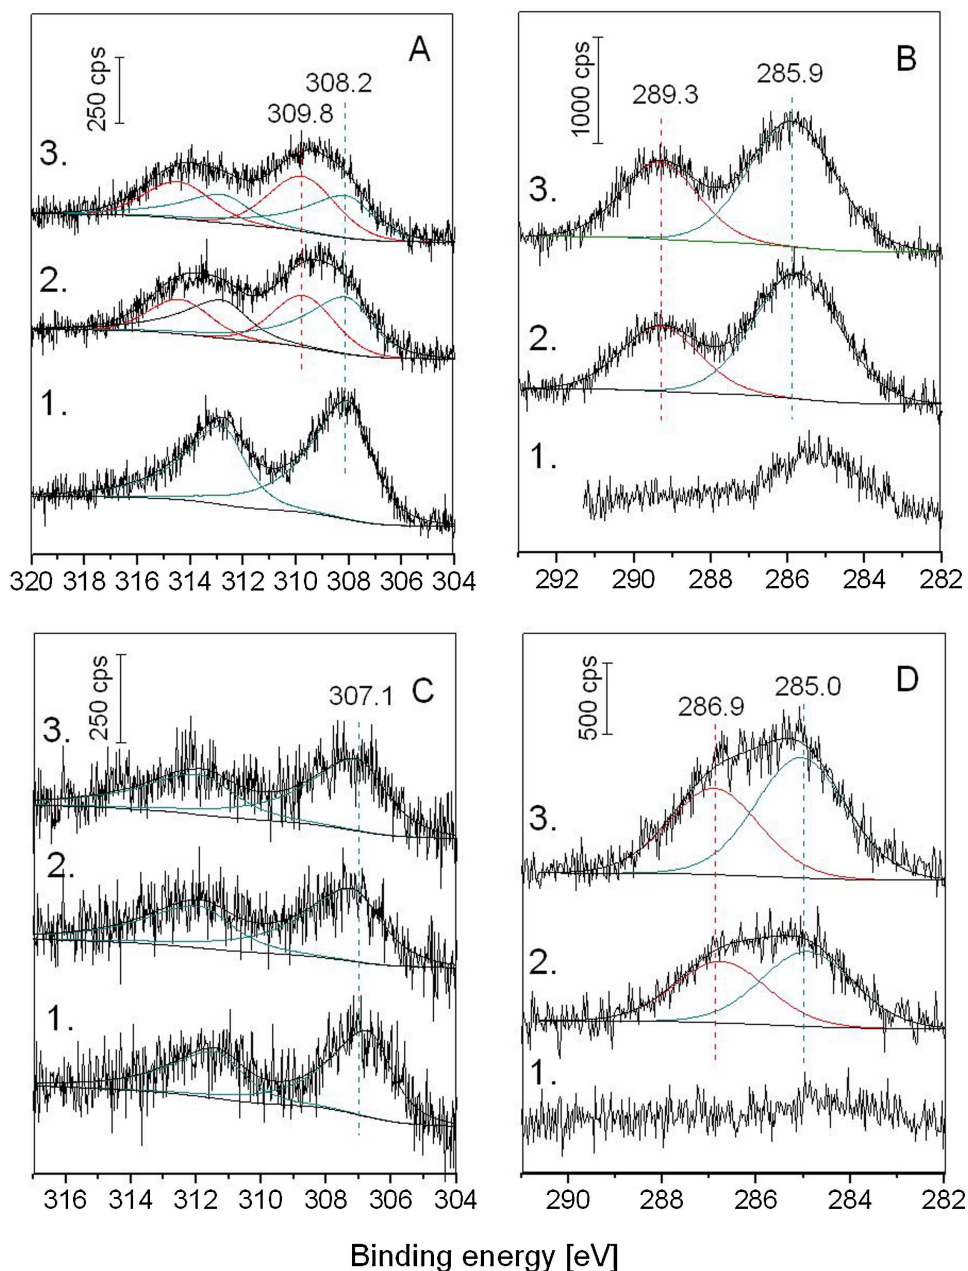 A
250 cps
308.2
309.8
3.
2.
1.
320 318 316 314 312 310 308 306 304
B
1000 cps
289.3
285.9
3.
2.
1.
292 290 288 286 284 282
C
250 cps
307.1
3.
2.
1.
316 314 312 310 308 306 304
D
500 cps
286.9
285.0
3.
2.
1.
290 288 286 284 282
Binding energy [eV]